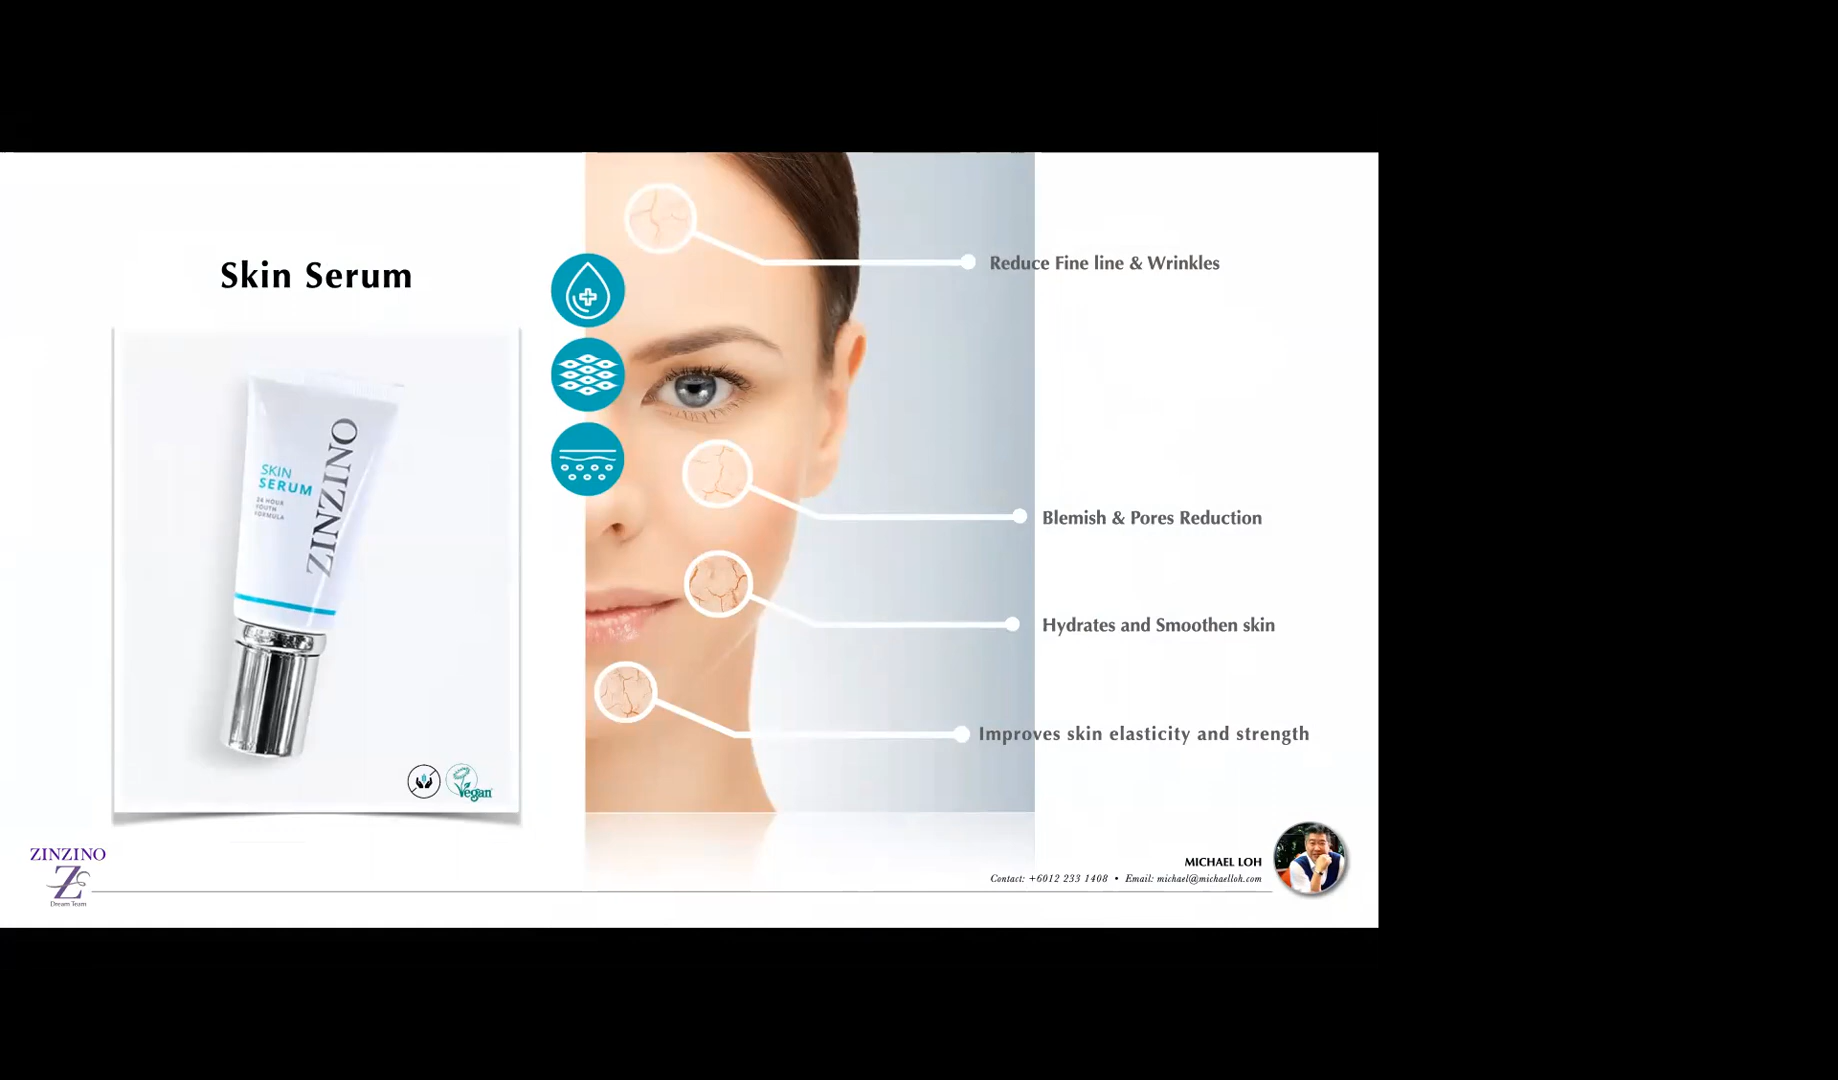 Skin Serum
SKIN
SERUM
24 HOUR
YOUTH
FORMULA
ZINZINO
Vegan
Reduce Fine line & Wrinkles
Blemish & Pores Reduction
Hydrates and Smoothen skin
Improves skin elasticity and strength
ZINZINO
Dream Team
MICHAEL LOH
Contact: +6012 233 1408 • Email: michael@michaelloh.com